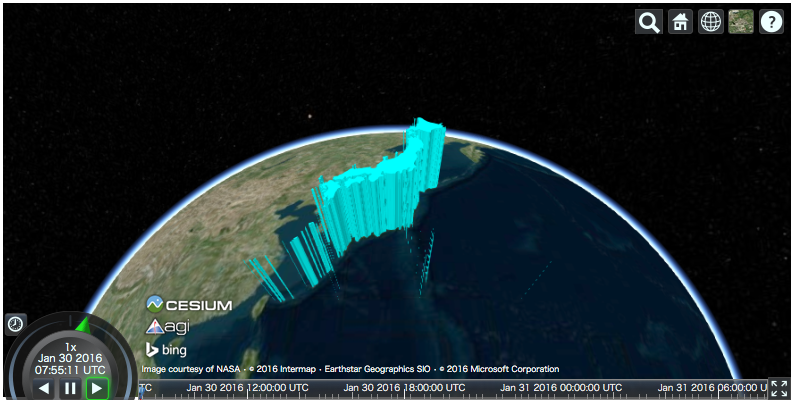 ?
CESIUM
agi
bing
1x
Jan 30 2016
07:55:11 UTC
Image courtesy of NASA · © 2016 Intermap · Earthstar Geographics SIO · © 2016 Microsoft Corporation
TC Jan 30 2016 12:00:00 UTC Jan 30 2016 18:00:00 UTC Jan 31 2016 00:00:00 UTC Jan 31 2016 06:00:00 U